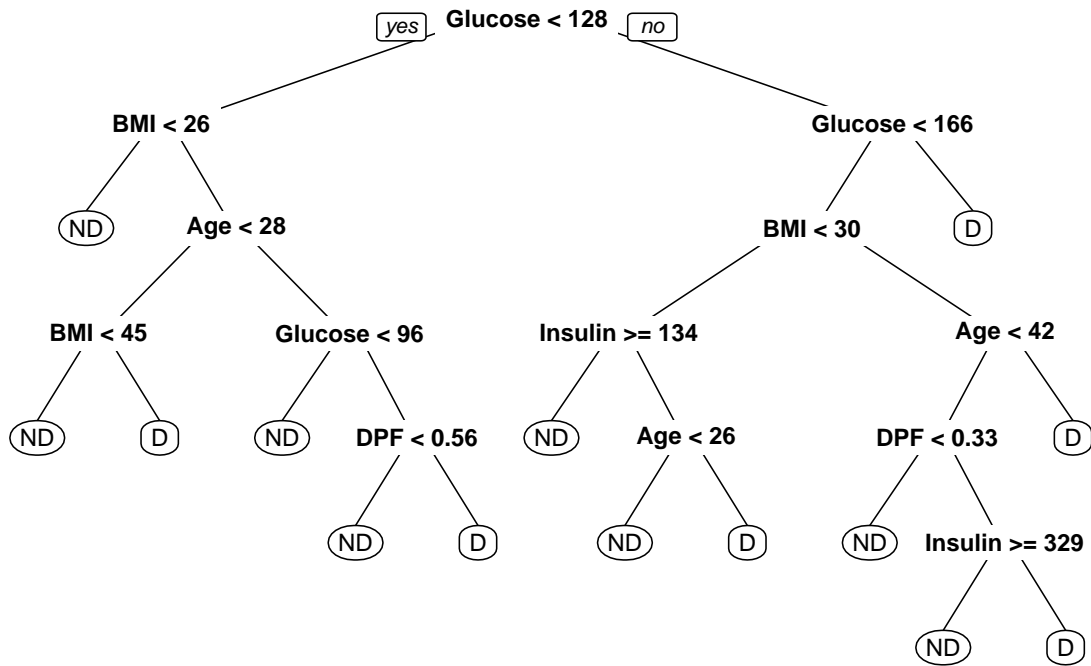 yes Glucose < 128 no
BMI < 26 Glucose < 166
ND Age < 28 BMI < 30 D
BMI < 45 Glucose < 96 Insulin >= 134 Age < 42
ND D ND DPF < 0.56 ND Age < 26 DPF < 0.33 D
ND D ND D ND Insulin >= 329
ND D